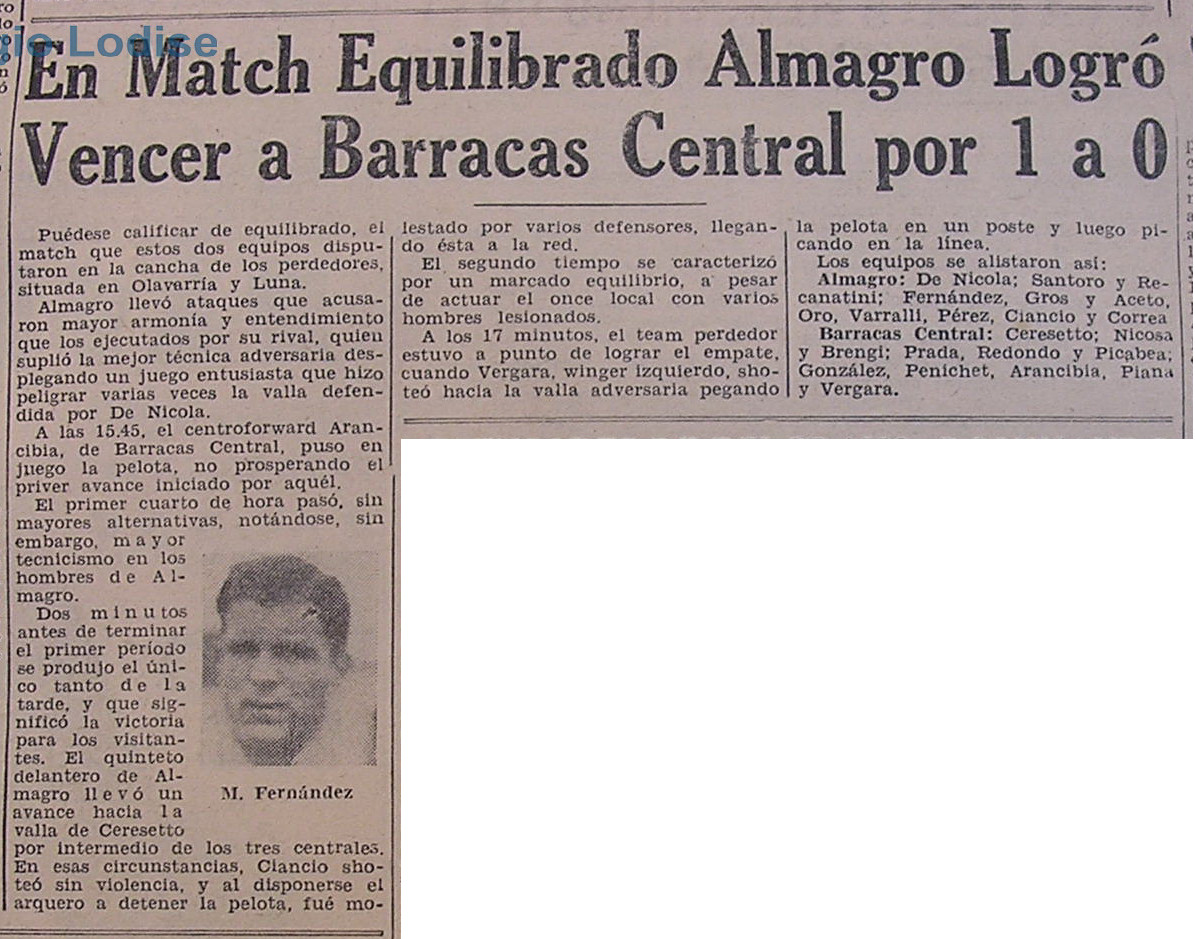 gio Lodise
En Match Equilibrado Almagro Logró
Vencer a Barracas Central por 1 a 0
Puédese calificar de equilibrado, el
match que estos dos equipos dispu-
taron en la cancha de los perdedores,
situada en Olavarría y Luna.
Almagro llevó ataques que acusa-
ron mayor armonía y entendimiento
que los ejecutados por su rival, quien
suplió la mejor técnica adversaria des-
plegando un juego entusiasta que hizo
peligrar varias veces la valla defen-
dida por De Nicola.
A las 15.45, el centroforward Aran-
cibia, de Barracas Central, puso en
juego la pelota, no prosperando el
priver avance iniciado por aquél.
El primer cuarto de hora pasó, sin
mayores alternativas, notándose, sin
embargo, mayor
tecnicismo en los
hombres de Al-
magro.
Dos minutos
antes de terminar
el primer período
se produjo el úni-
co tanto de la
tarde, y que sig-
nificó la victoria
para los visitan-
tes. El quinteto
delantero de Al-
magro llevó un
avance hacia la
valla de Ceresetto
M. Fernández
por intermedio de los tres centrales.
En esas circunstancias, Ciancio sho-
teó sin violencia, y al disponerse el
arquero a detener la pelota, fué mo-
lestado por varios defensores, llegan-
do ésta a la red.
El segundo tiempo se caracterizó
por un marcado equilibrio, a pesar
de actuar el once local con varios
hombres lesionados.
A los 17 minutos, el team perdedor
estuvo a punto de lograr el empate,
cuando Vergara, winger izquierdo, sho-
teó hacia la valla adversaria pegando
la pelota en un poste y luego pi-
cando en la línea.
Los equipos se alistaron así:
Almagro: De Nicola; Santoro y Re-
canatini; Fernández, Gros y Aceto,
Oro, Varralli, Pérez, Ciancio y Correa
Barracas Central: Ceresetto; Nicosa
y Brengi; Prada, Redondo y Picabea;
González, Penichet, Arancibia, Piana
y Vergara.